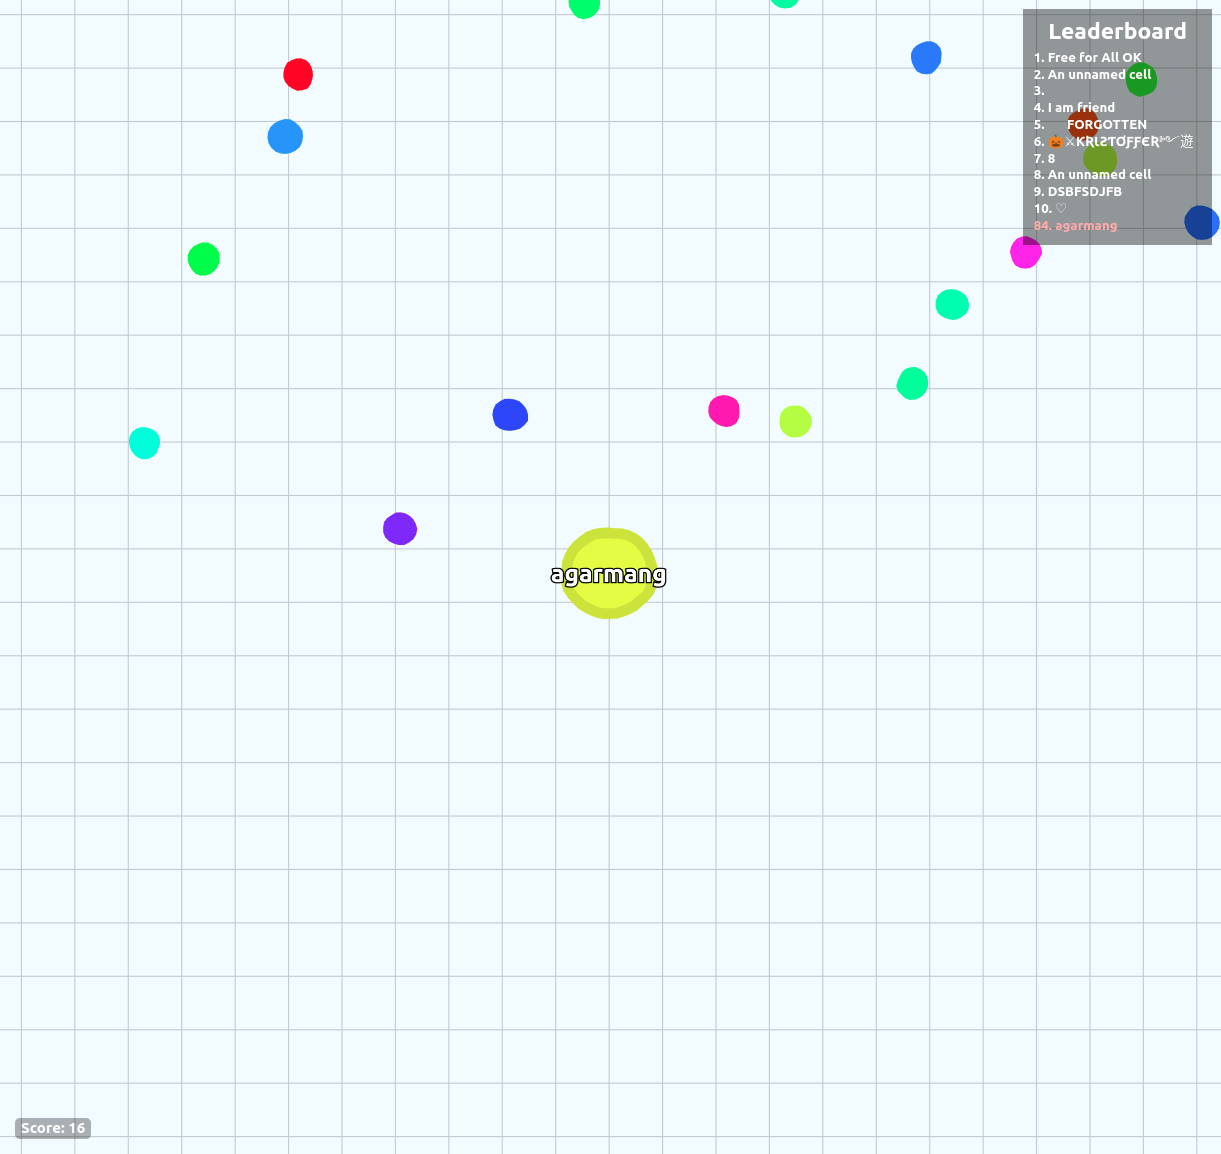 Leaderboard
1. Free for All OK
2. An unnamed cell
3.
4. I am friend
5. FORGOTTEN
6. 🎃⚔
7. 8
8. An unnamed cell
9. DSBFSDJFB
10. ♡
84. agarmang
agarmang
Score: 16